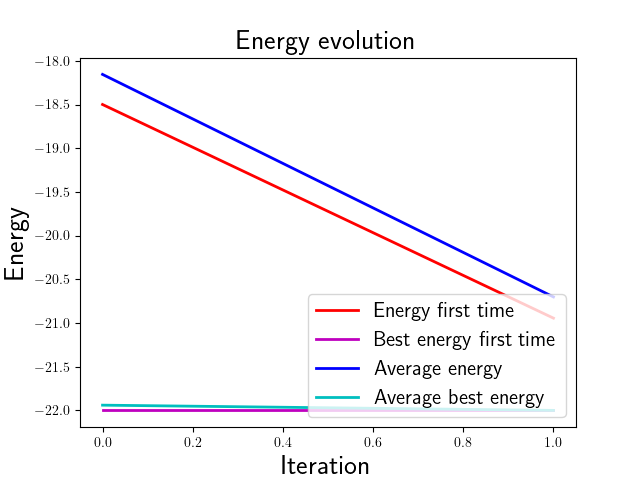 Energy evolution
−18.0
−18.5
−19.0
−19.5
−20.0
−20.5
−21.0
−21.5
−22.0
Energy
Energy first time
Best energy first time
Average energy
Average best energy
0.0 0.2 0.4 0.6 0.8 1.0
Iteration